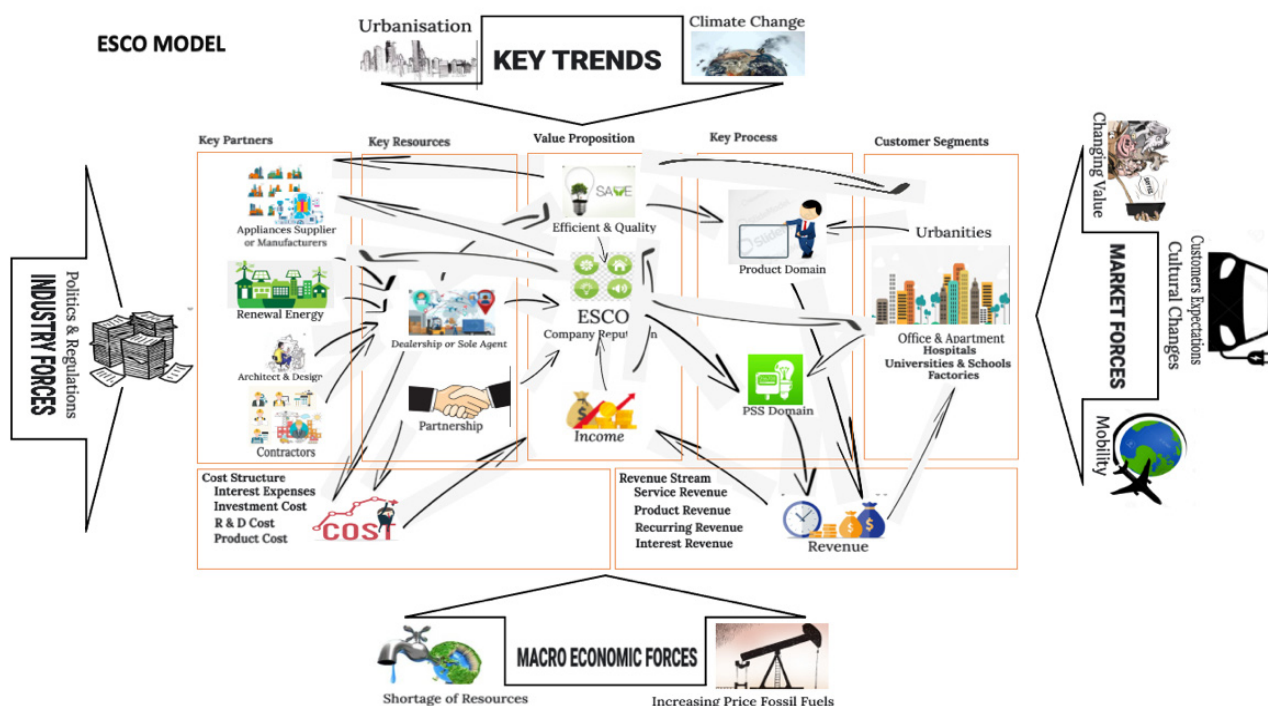 ESCO MODEL
Urbanisation
Climate Change
KEY TRENDS
Key Partners
Key Resources
Value Proposition
Key Process
Customer Segments
SAVE
Appliances Supplier
or Manufacturers
Efficient & Quality
Product Domain
Urbanities
Renewal Energy
Dealership or Sole Agent
ESCO
Company Reputation
Office & Apartment
Hospitals
Universities & Schools
Factories
Architect & Design
Contractors
Partnership
Income
PSS Domain
Cost Structure
Interest Expenses
Investment Cost
R & D Cost
Product Cost
COST
Revenue Stream
Service Revenue
Product Revenue
Recurring Revenue
Interest Revenue
Revenue
Politics & Regulations
INDUSTRY FORCES
Changing Value
Customers Expectations
Cultural Changes
MARKET FORCES
Mobility
MACRO ECONOMIC FORCES
Shortage of Resources
Increasing Price Fossil Fuels